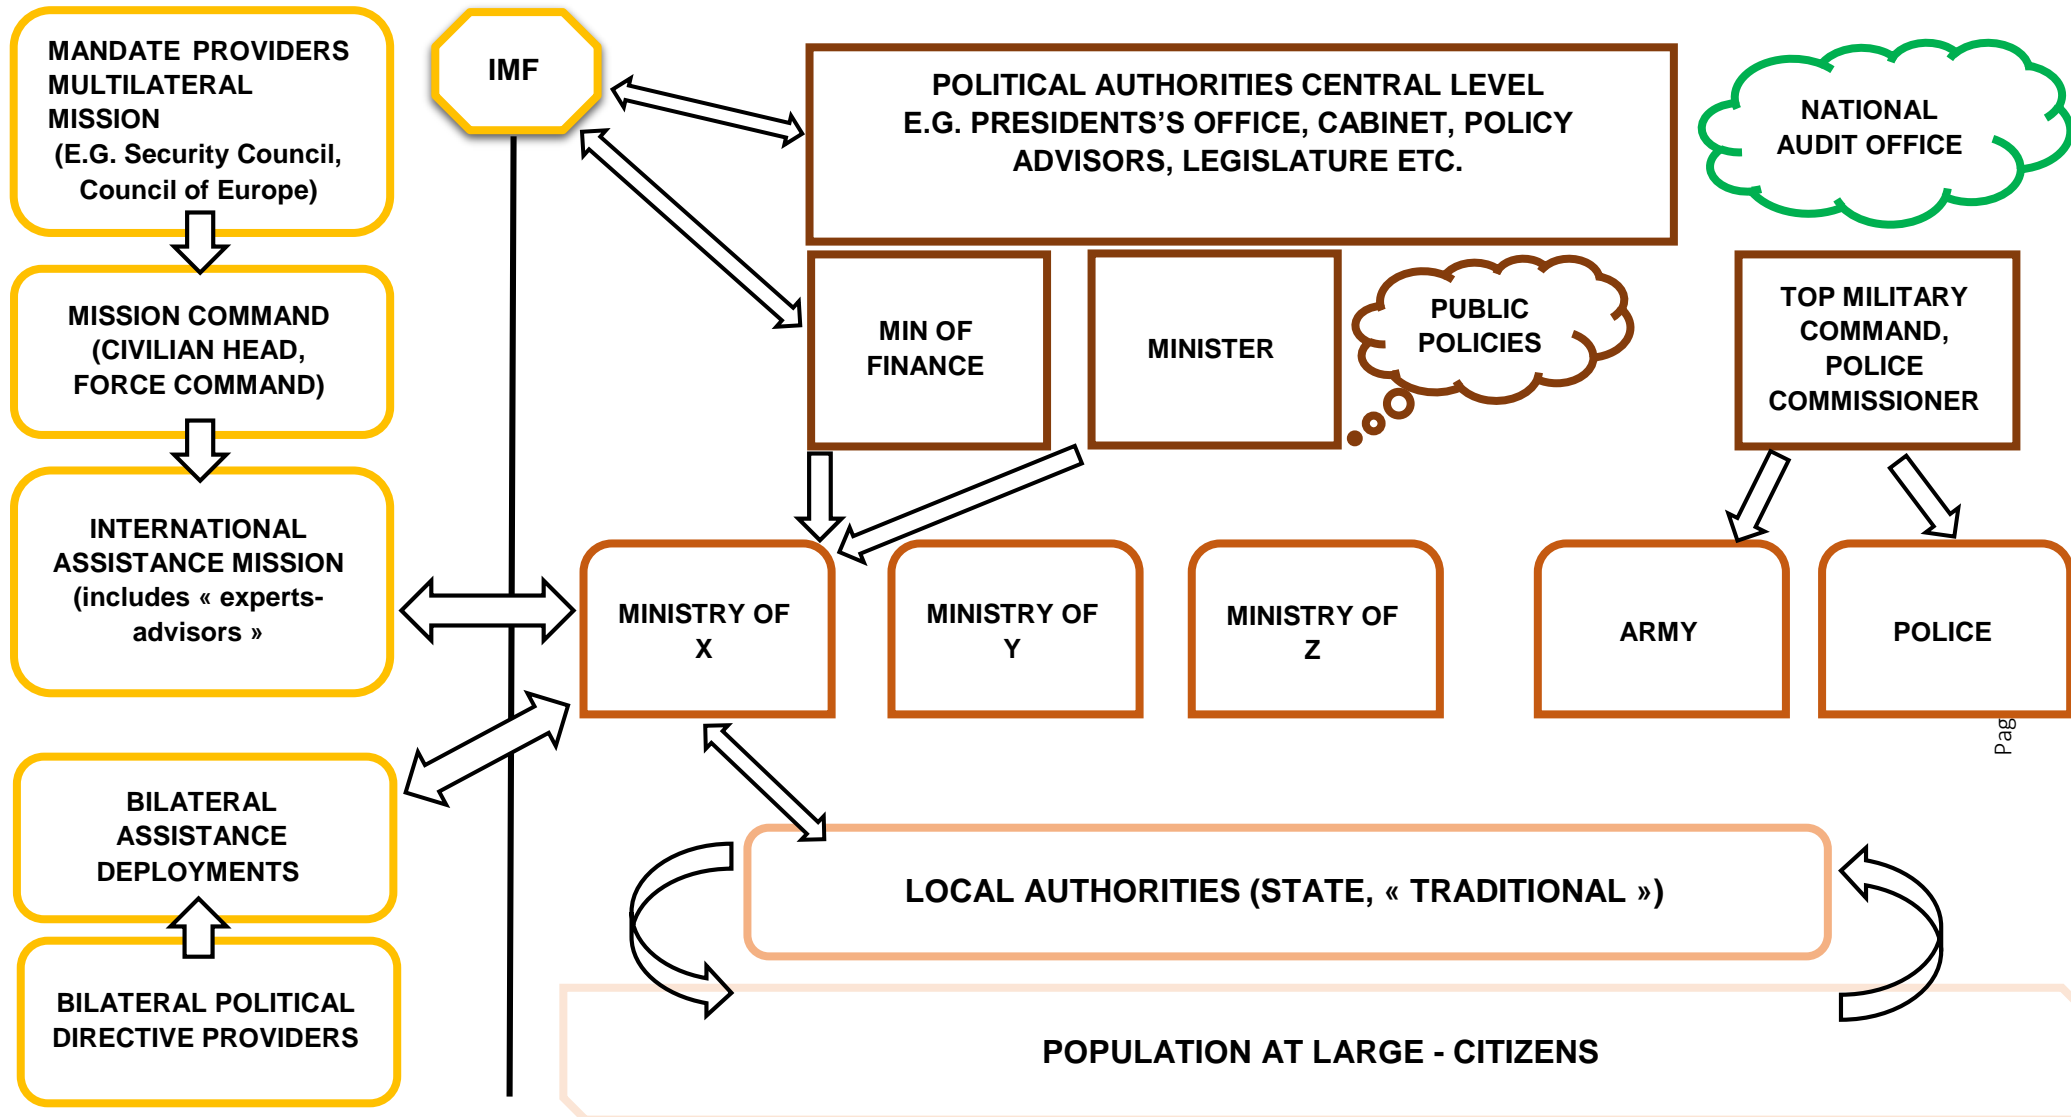 MANDATE PROVIDERS
MULTILATERAL
MISSION
(E.G. Security Council,
Council of Europe)
IMF
POLITICAL AUTHORITIES CENTRAL LEVEL
E.G. PRESIDENTS'S OFFICE, CABINET, POLICY
ADVISORS, LEGISLATURE ETC.
NATIONAL
AUDIT OFFICE
MISSION COMMAND
(CIVILIAN HEAD,
FORCE COMMAND)
MIN OF
FINANCE
MINISTER
PUBLIC
POLICIES
TOP MILITARY
COMMAND,
POLICE
COMMISSIONER
INTERNATIONAL
ASSISTANCE MISSION
(includes « experts-
advisors »
MINISTRY OF
X
MINISTRY OF
Y
MINISTRY OF
Z
ARMY
POLICE
Pag
BILATERAL
ASSISTANCE
DEPLOYMENTS
LOCAL AUTHORITIES (STATE, « TRADITIONAL »)
BILATERAL POLITICAL
DIRECTIVE PROVIDERS
POPULATION AT LARGE - CITIZENS